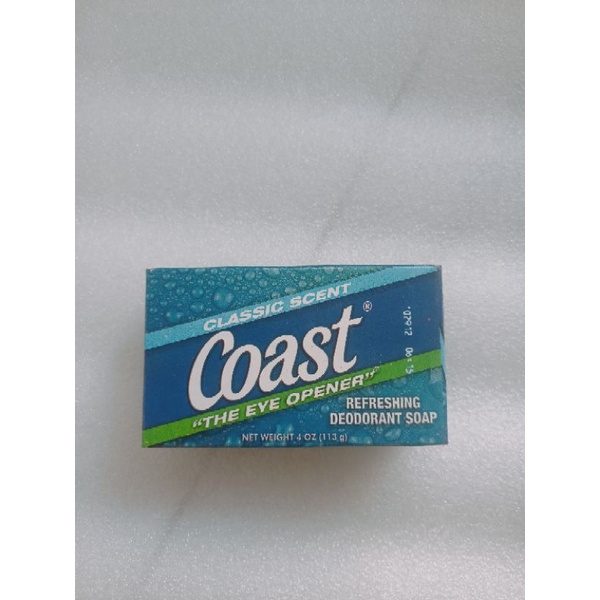 CLASSIC SCENT
Coast®
"THE EYE OPENER"®
REFRESHING
DEODORANT SOAP
NET WEIGHT 4 OZ (113 g)